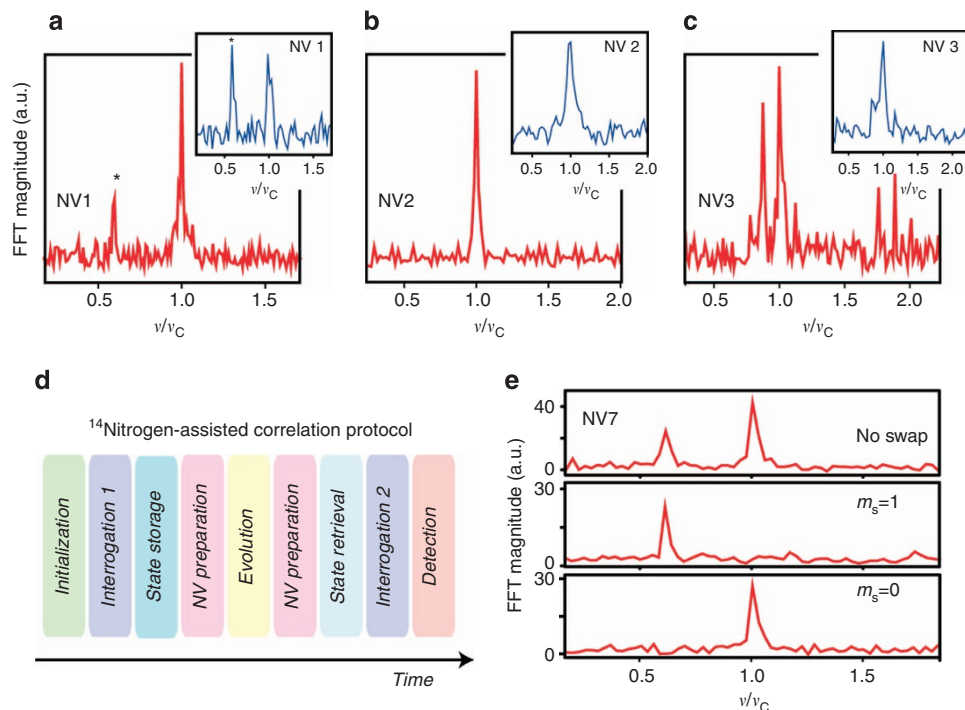 a
FFT magnitude (a.u.)
*
NV1
0.5 1.0 1.5
ν/νC
*
NV 1
0.5 1.0 1.5
ν/νC
b
NV2
0.5 1.0 1.5 2.0
ν/νC
NV 2
0.5 1.0 1.5 2.0
ν/νC
c
NV3
0.5 1.0 1.5 2.0
ν/νC
NV 3
0.5 1.0 1.5 2.0
ν/νC
d
¹⁴Nitrogen-assisted correlation protocol
Initialization
Interrogation 1
State storage
NV preparation
Evolution
NV preparation
State retrieval
Interrogation 2
Detection
Time
e
FFT magnitude (a.u.)
40
0
NV7
No swap
30
0
mₛ=1
30
0
mₛ=0
0.5 1.0 1.5
ν/νC